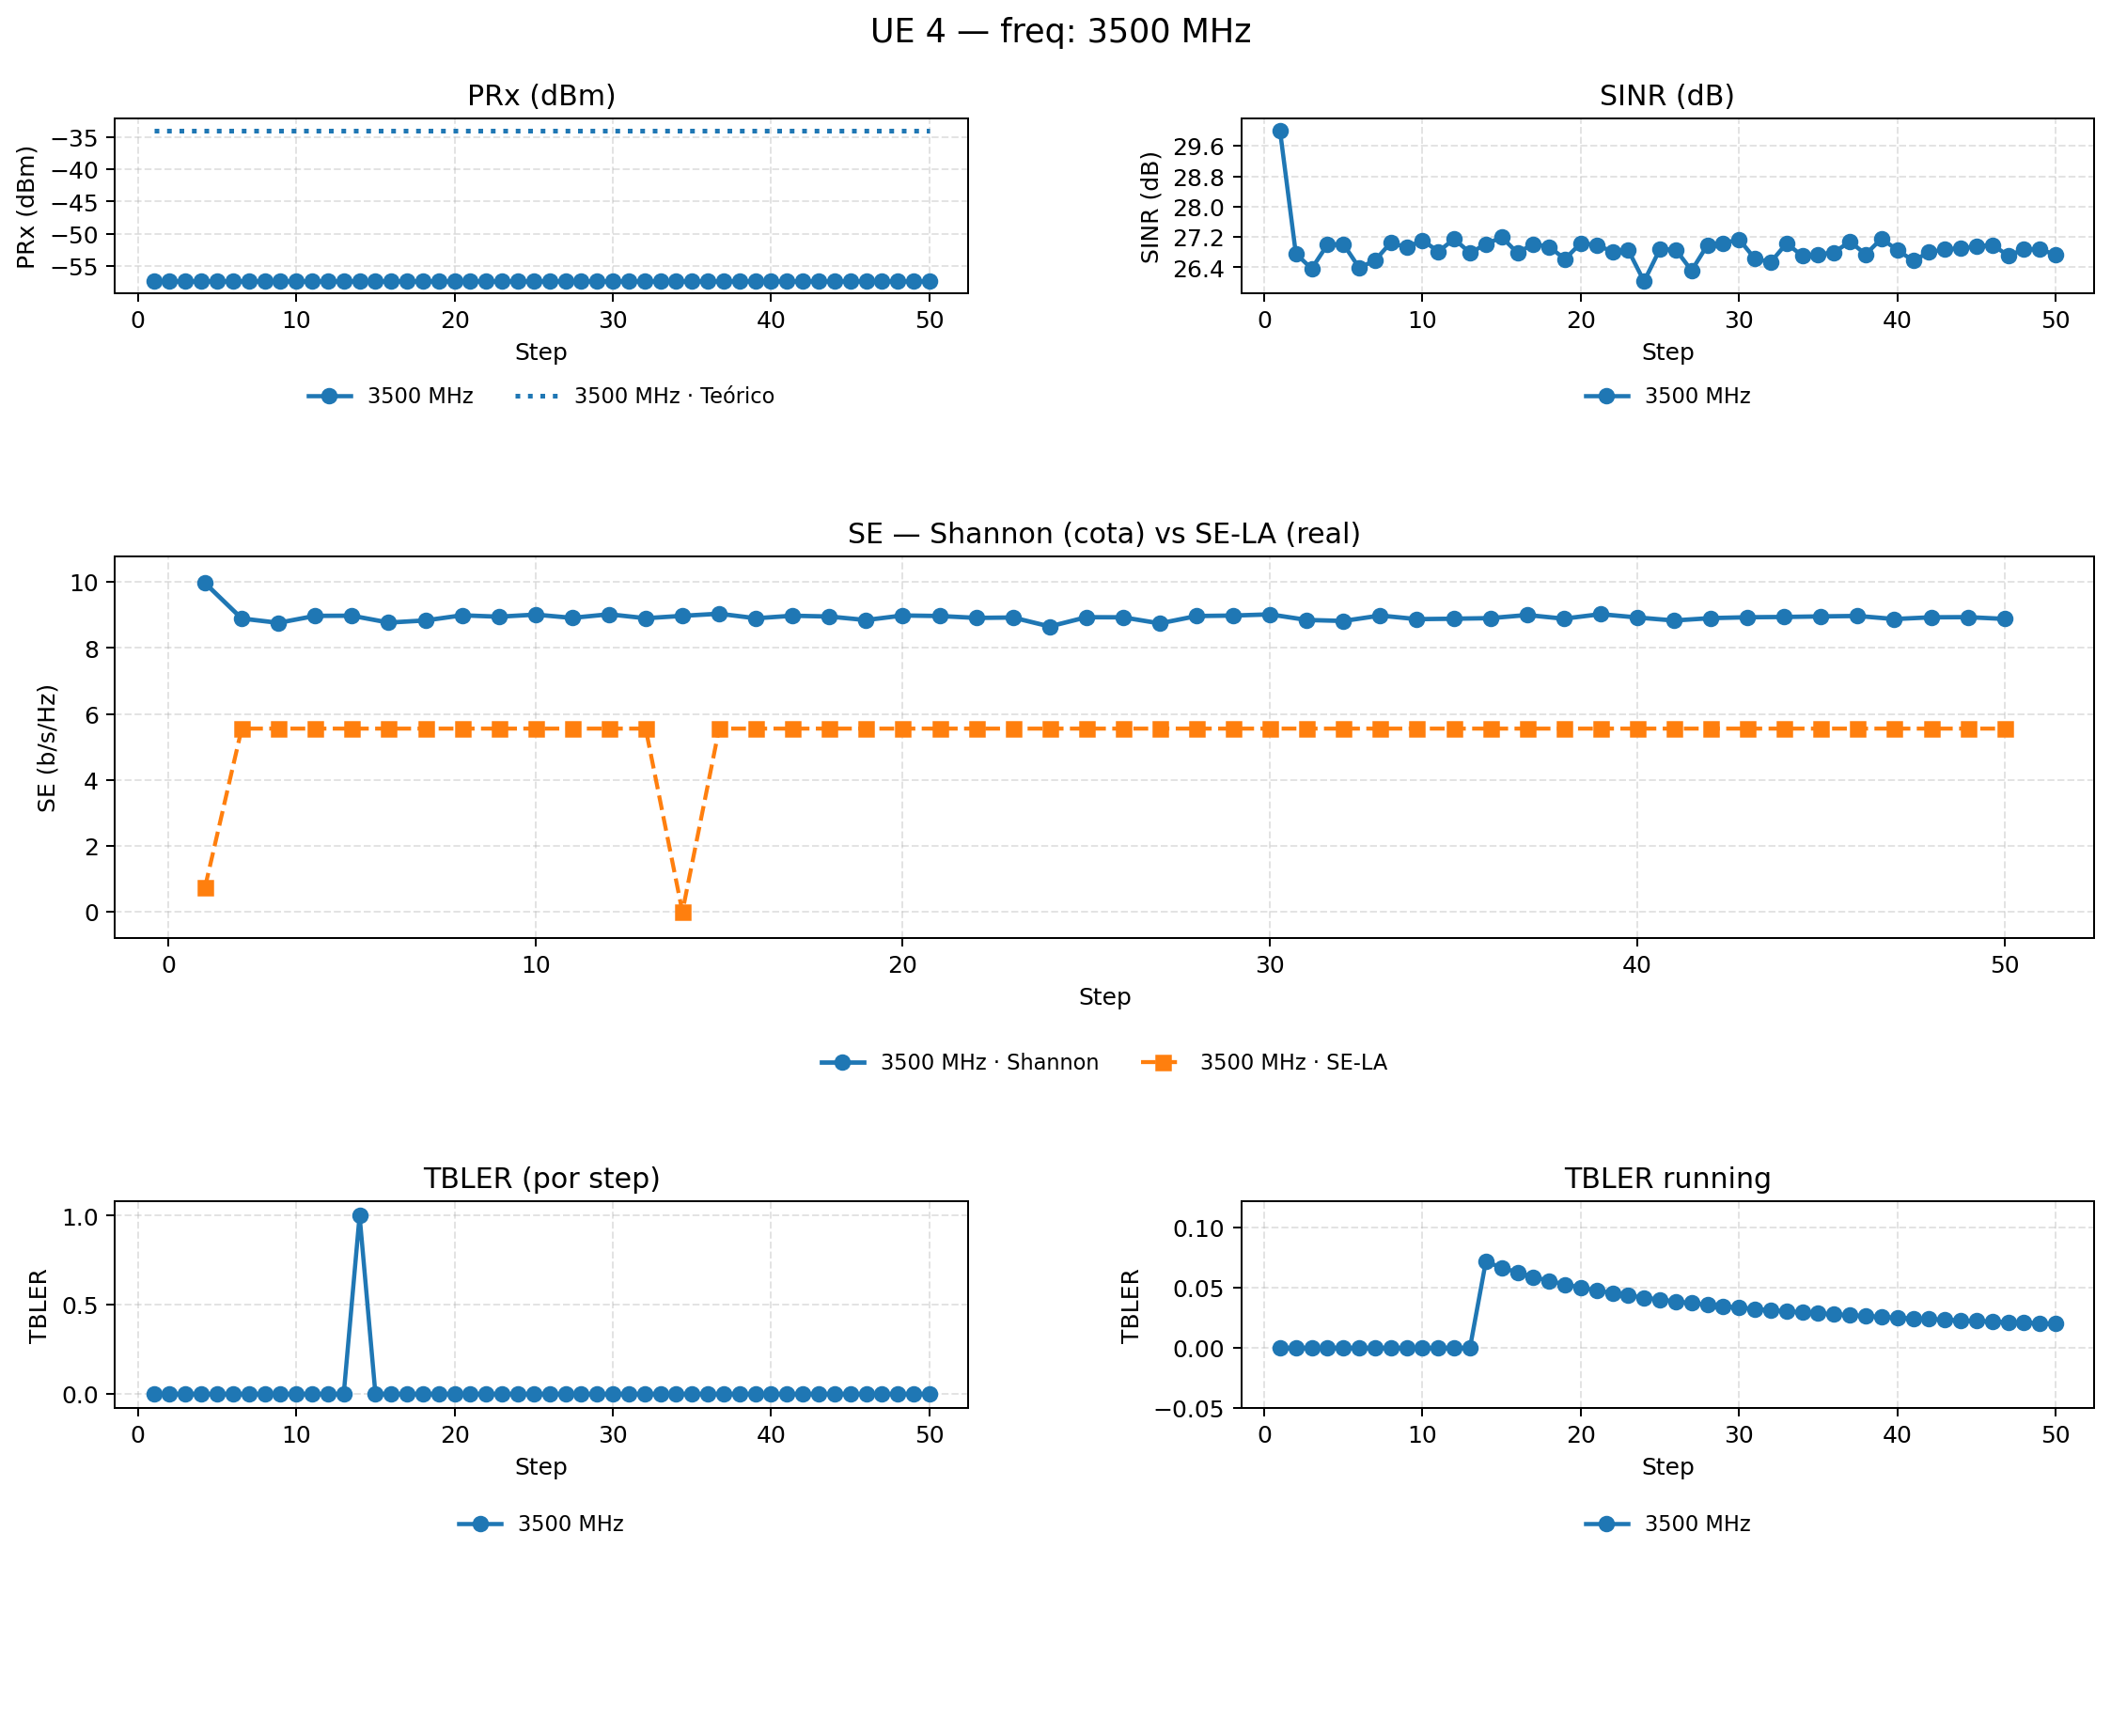 UE 4 — freq: 3500 MHz
PRx (dBm)
PRx (dBm)
−35
−40
−45
−50
−55
0 10 20 30 40 50
Step
3500 MHz 3500 MHz · Teórico
SINR (dB)
SINR (dB)
29.6
28.8
28.0
27.2
26.4
0 10 20 30 40 50
Step
3500 MHz
SE — Shannon (cota) vs SE-LA (real)
SE (b/s/Hz)
10
8
6
4
2
0
0 10 20 30 40 50
Step
3500 MHz · Shannon 3500 MHz · SE-LA
TBLER (por step)
TBLER
1.0
0.5
0.0
0 10 20 30 40 50
Step
3500 MHz
TBLER running
TBLER
0.10
0.05
0.00
−0.05
0 10 20 30 40 50
Step
3500 MHz